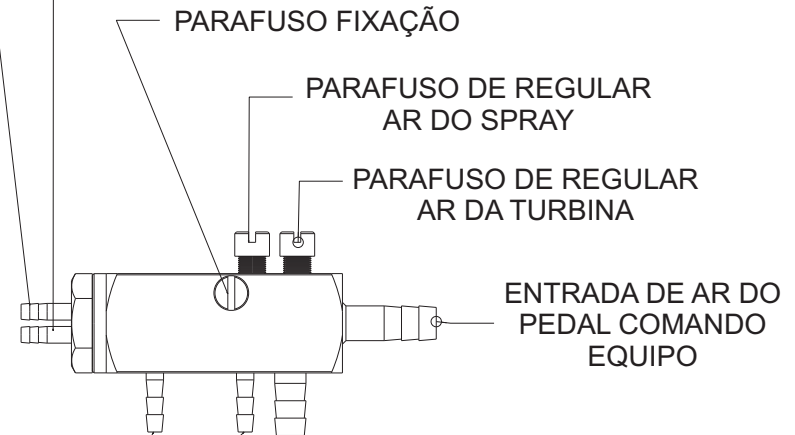 PARAFUSO FIXAÇÃO
PARAFUSO DE REGULAR
AR DO SPRAY
PARAFUSO DE REGULAR
AR DA TURBINA
ENTRADA DE AR DO
PEDAL COMANDO
EQUIPO